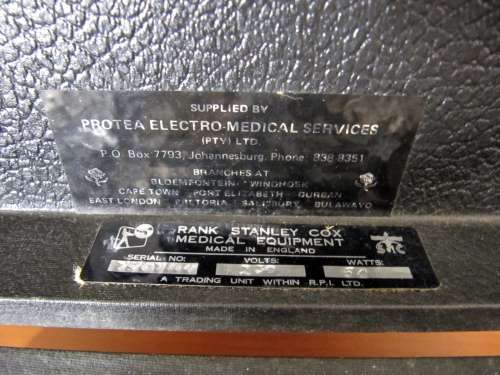 SUPPLIED BY
PROTEA ELECTRO-MEDICAL SERVICES
(PTY) LTD.
P.O. Box 7793, Johannesburg. Phone 838-8351
BRANCHES AT
BLOEMFONTEIN WINDHOEK
CAPE TOWN PORT ELIZABETH DURBAN
EAST LONDON PRETORIA SALISBURY BULAWAYO
RANK STANLEY COX
MEDICAL EQUIPMENT
MADE IN ENGLAND
SERIAL NO: VOLTS: WATTS:
A TRADING UNIT WITHIN R.P.I. LTD.